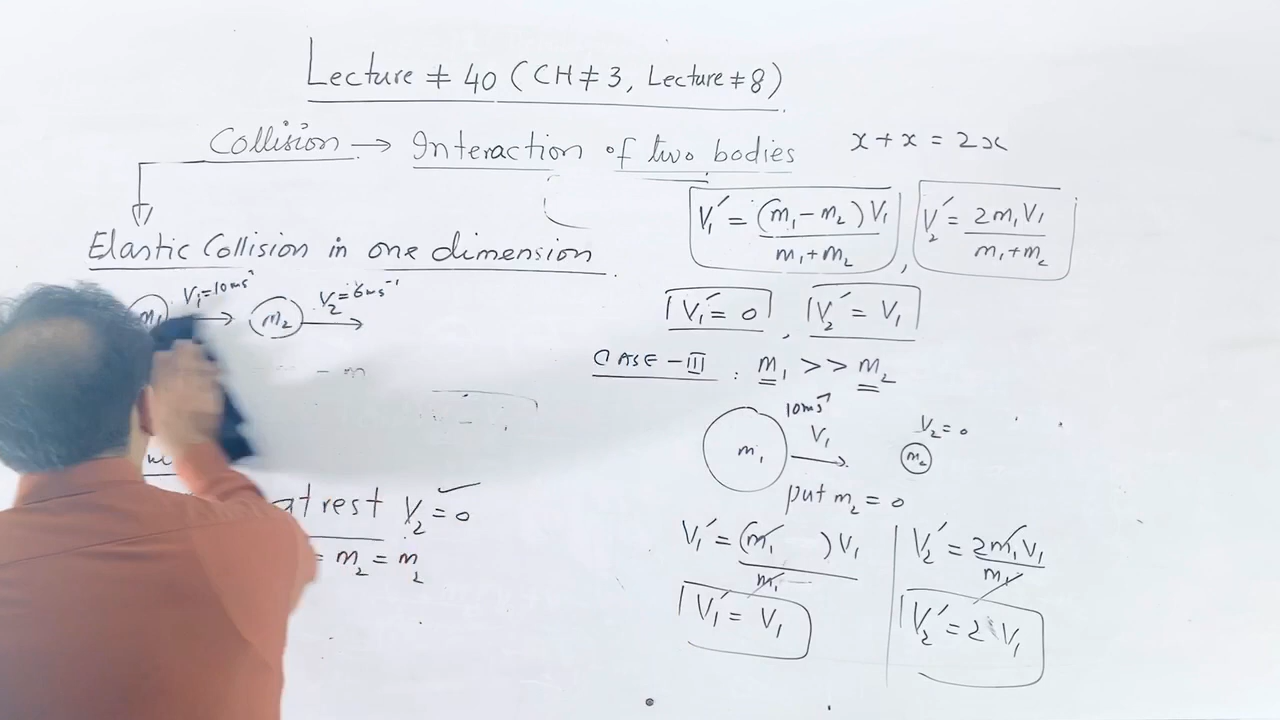 Lecture # 40 (CH # 3, Lecture # 8)
Collision → Interaction of two bodies
x + x = 2x
Elastic Collision in one dimension
m₁ V₁ = 10ms⁻¹ m₂ V₂ = 6ms⁻¹
at rest V₂ = 0
= m₂ = m₂
V₁′ = (m₁ - m₂)V₁ / m₁ + m₂ , V₂′ = 2m₁V₁ / m₁ + m₂
V₁′ = 0 , V₂′ = V₁
CASE - III : m₁ >> m₂
10ms⁻¹
m₁ V₁ V₂ = 0 m₂
put m₂ = 0
V₁′ = (m₁ )V₁ / m₁ V₂′ = 2m₁V₁ / m₁
V₁′ = V₁ V₂′ = 2 V₁